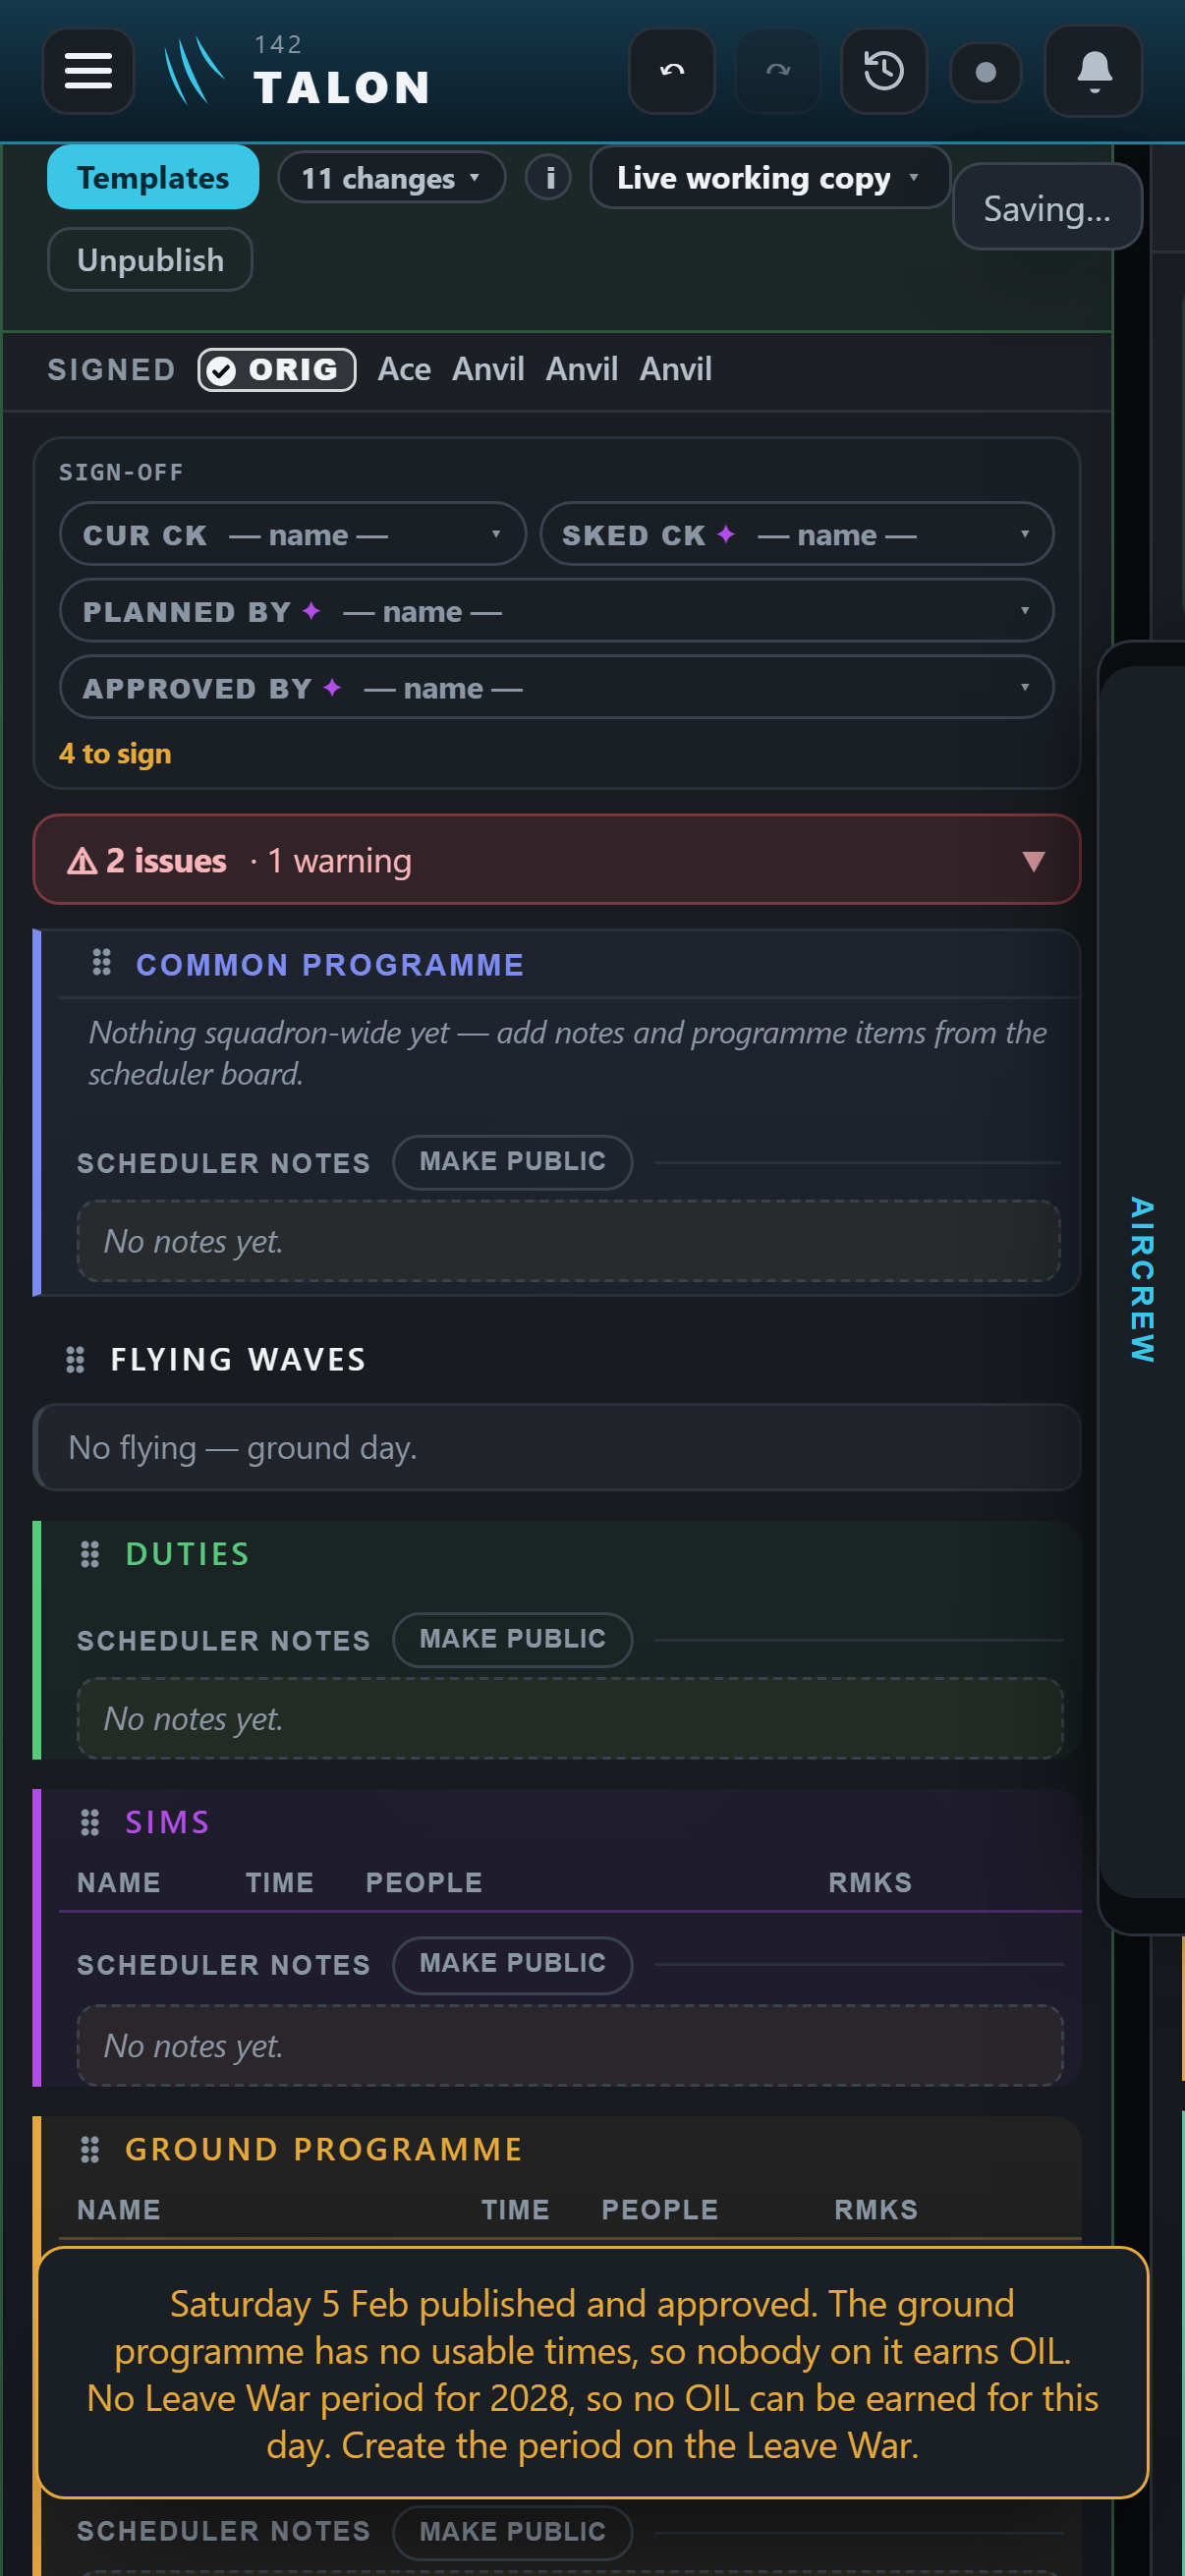 142
TALON
Templates 11 changes i Live working copy
Saving...
Unpublish
SIGNED ORIG Ace Anvil Anvil Anvil
SIGN-OFF
CUR CK — name — SKED CK — name —
PLANNED BY — name —
APPROVED BY — name —
4 to sign
2 issues · 1 warning
COMMON PROGRAMME
Nothing squadron-wide yet — add notes and programme items from the
scheduler board.
SCHEDULER NOTES MAKE PUBLIC
No notes yet.
AIRCREW
FLYING WAVES
No flying — ground day.
DUTIES
SCHEDULER NOTES MAKE PUBLIC
No notes yet.
SIMS
NAME TIME PEOPLE RMKS
SCHEDULER NOTES MAKE PUBLIC
No notes yet.
GROUND PROGRAMME
NAME TIME PEOPLE RMKS
Saturday 5 Feb published and approved. The ground
programme has no usable times, so nobody on it earns OIL.
No Leave War period for 2028, so no OIL can be earned for this
day. Create the period on the Leave War.
SCHEDULER NOTES MAKE PUBLIC